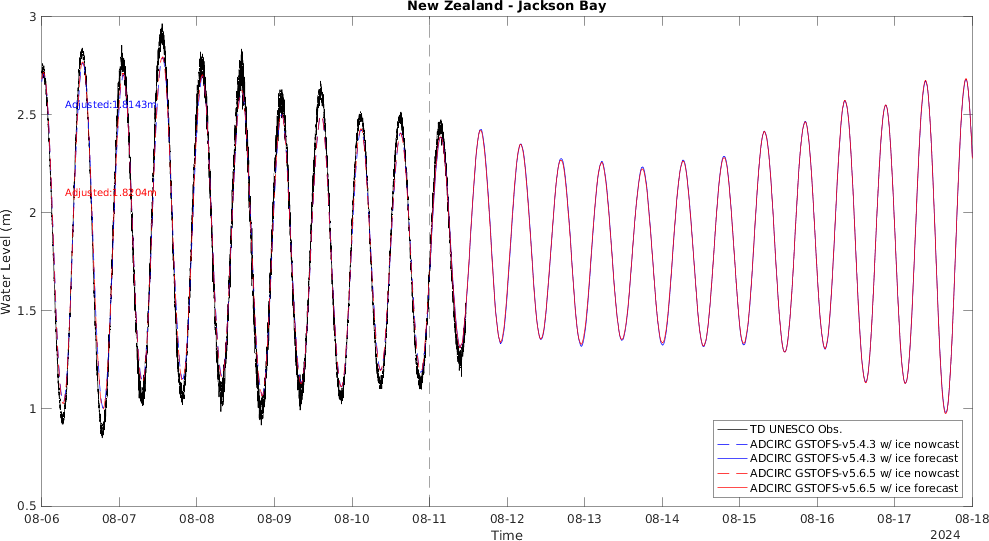 New Zealand - Jackson Bay
3
2.5
2
1.5
1
0.5
Water Level (m)
Adjusted:1.8143m
Adjusted:1.8204m
TD UNESCO Obs.
ADCIRC GSTOFS-v5.4.3 w/ ice nowcast
ADCIRC GSTOFS-v5.4.3 w/ ice forecast
ADCIRC GSTOFS-v5.6.5 w/ ice nowcast
ADCIRC GSTOFS-v5.6.5 w/ ice forecast
08-06 08-07 08-08 08-09 08-10 08-11 08-12 08-13 08-14 08-15 08-16 08-17 08-18
Time
2024